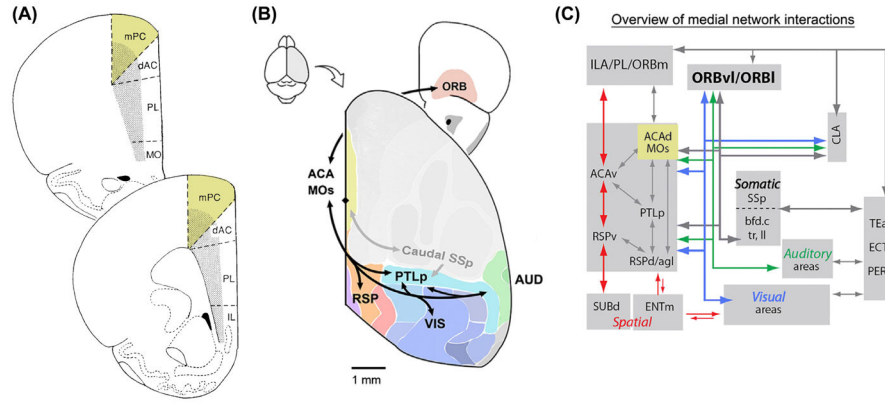 (A)
mPC
dAC
PL
MO
mPC
dAC
PL
IL
(B)
ORB
ACA
MOs
Caudal SSp
PTLp
AUD
RSP
VIS
1 mm
(C)
Overview of medial network interactions
ILA/PL/ORBm
ORBvl/ORBl
ACAd
MOs
CLA
ACAv
Somatic
SSp
bfd.c
tr, ll
PTLp
RSPv
RSPd/agl
TEa
ECT
PERI
Auditory
areas
SUBd
ENTm
Spatial
Visual
areas